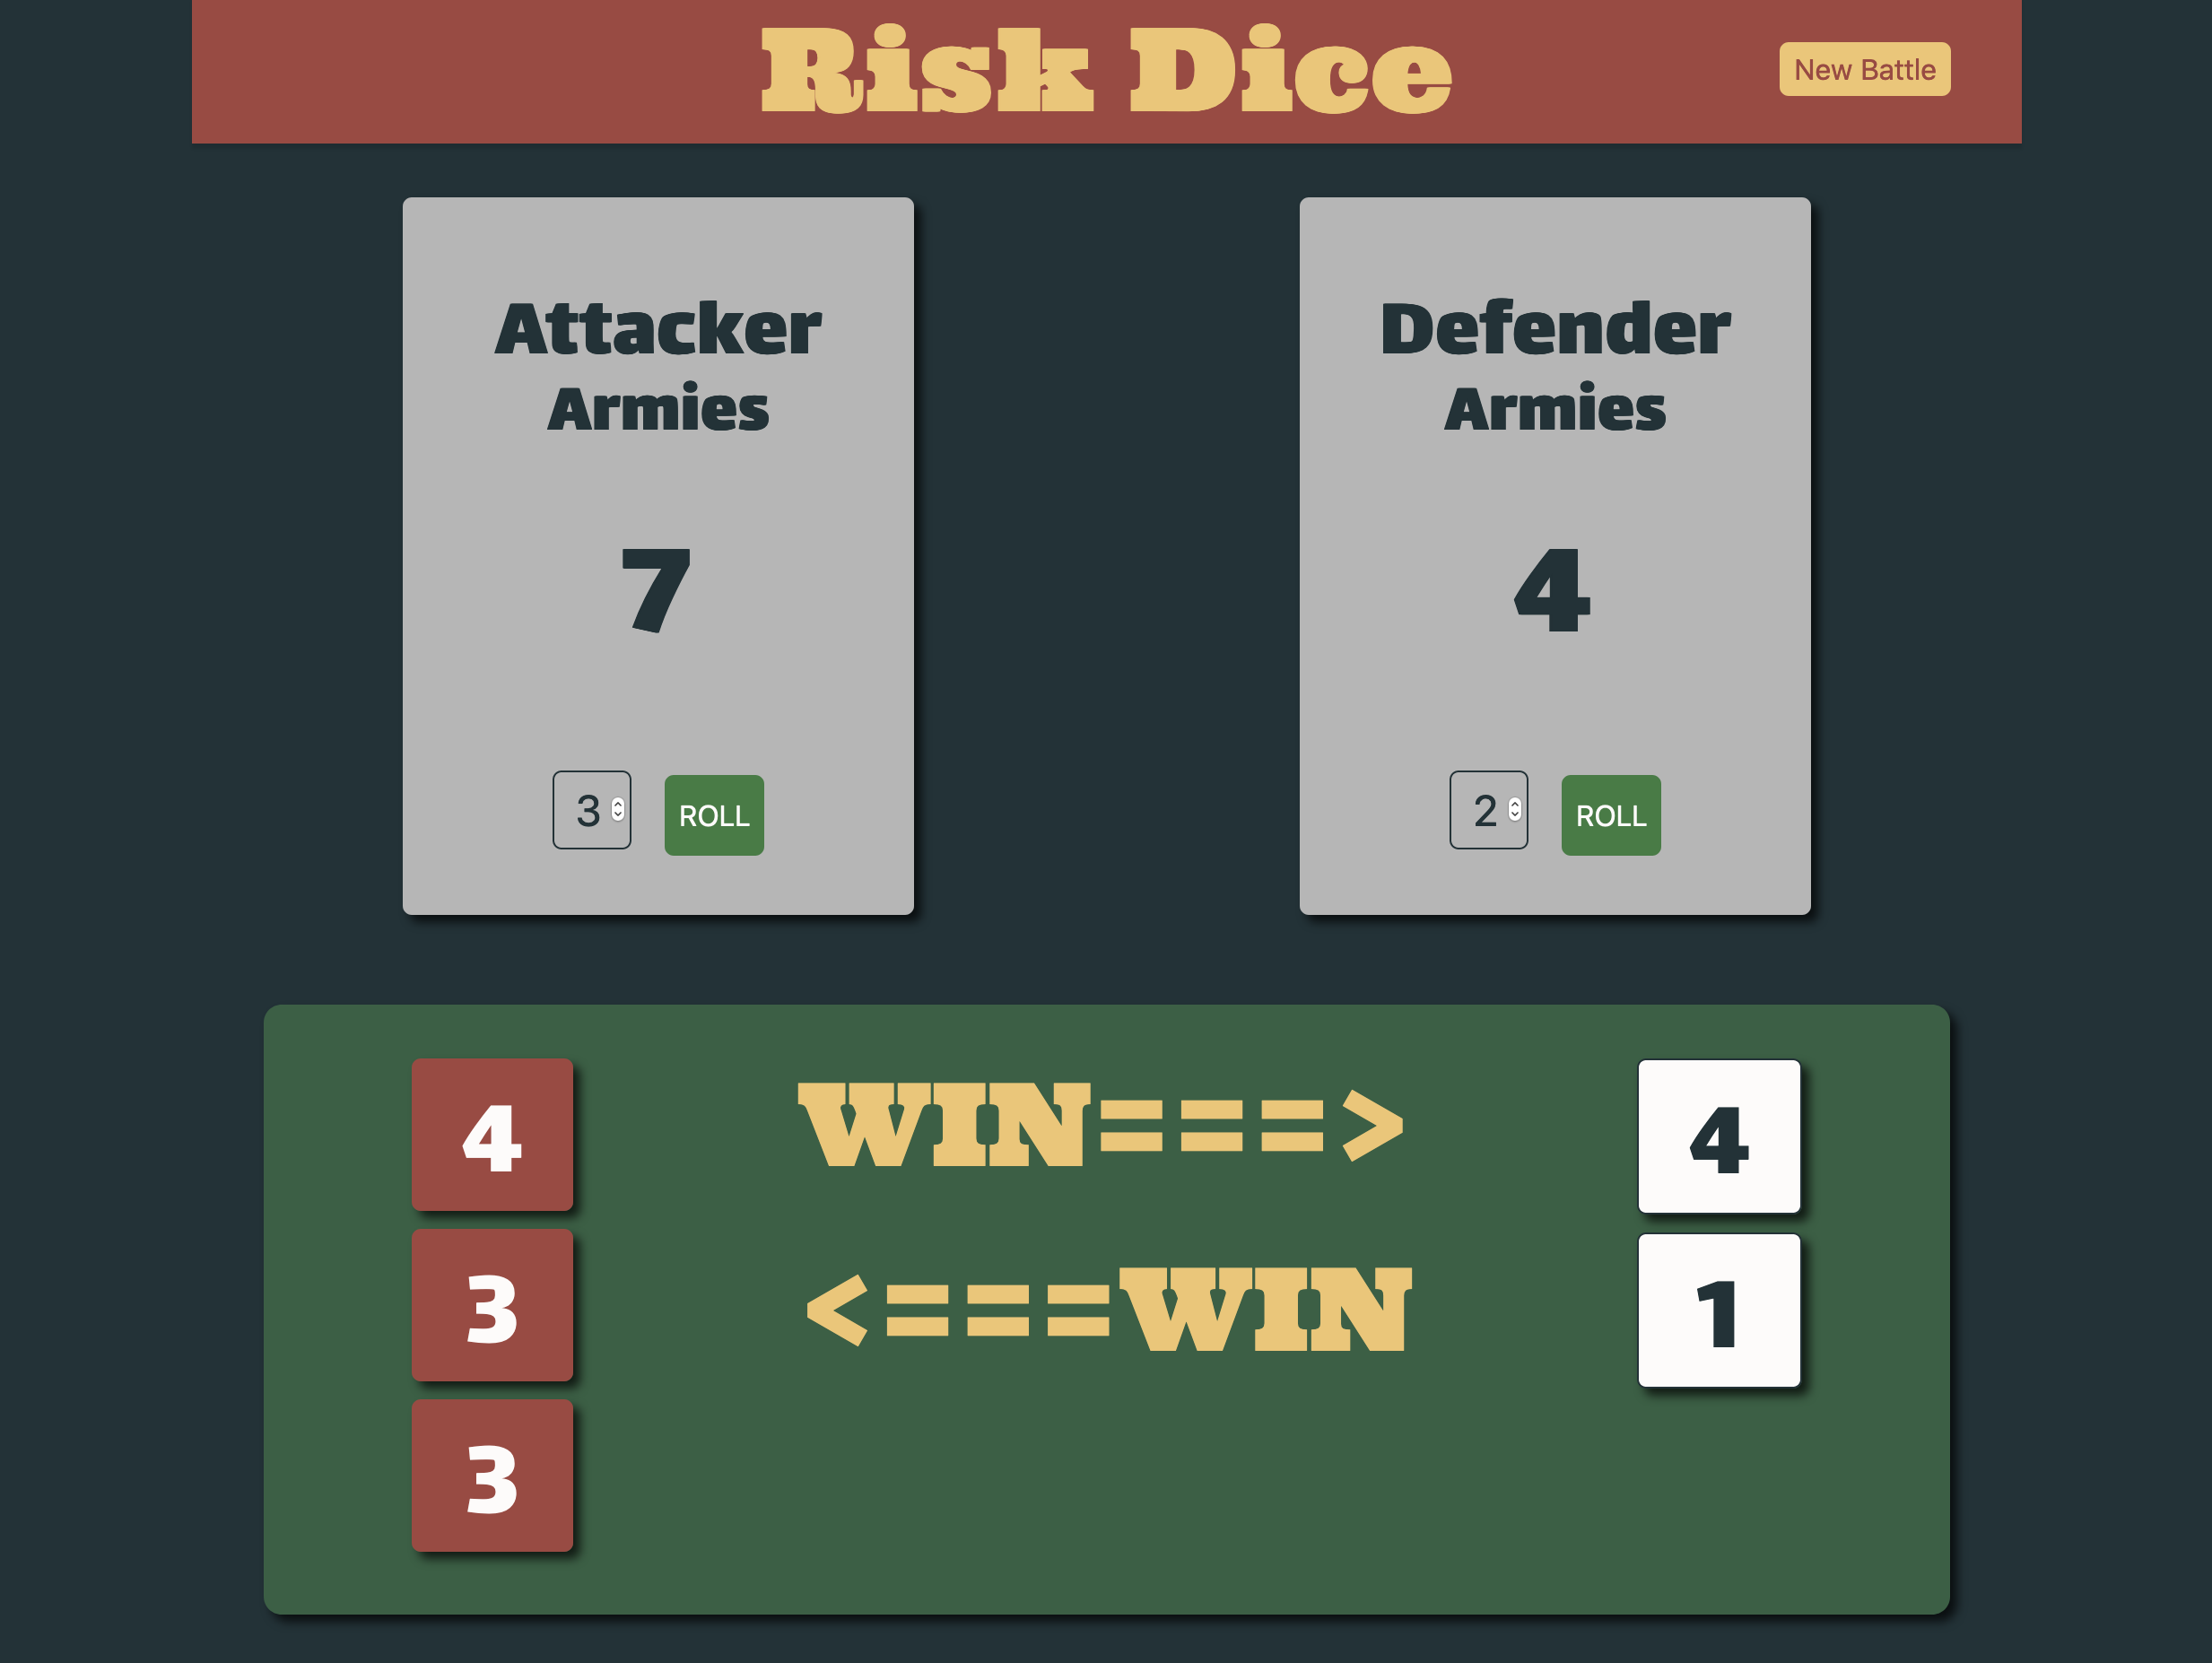 Risk Dice
New Battle
Attacker
Armies
7
3
ROLL
Defender
Armies
4
2
ROLL
4
WIN===>
4
3
<===WIN
1
3